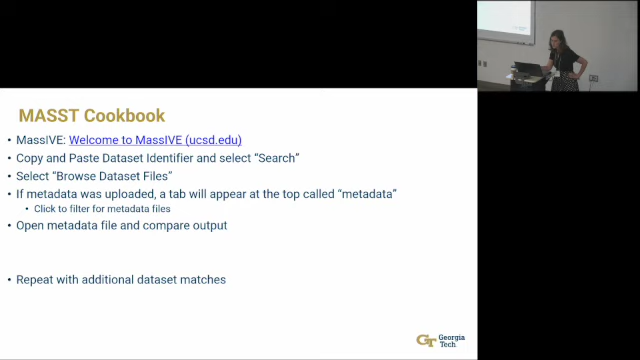 MASST Cookbook
• MassIVE: Welcome to MassIVE (ucsd.edu)
• Copy and Paste Dataset Identifier and select “Search”
• Select “Browse Dataset Files”
• If metadata was uploaded, a tab will appear at the top called “metadata”
• Click to filter for metadata files
• Open metadata file and compare output
• Repeat with additional dataset matches
GT Georgia
Tech